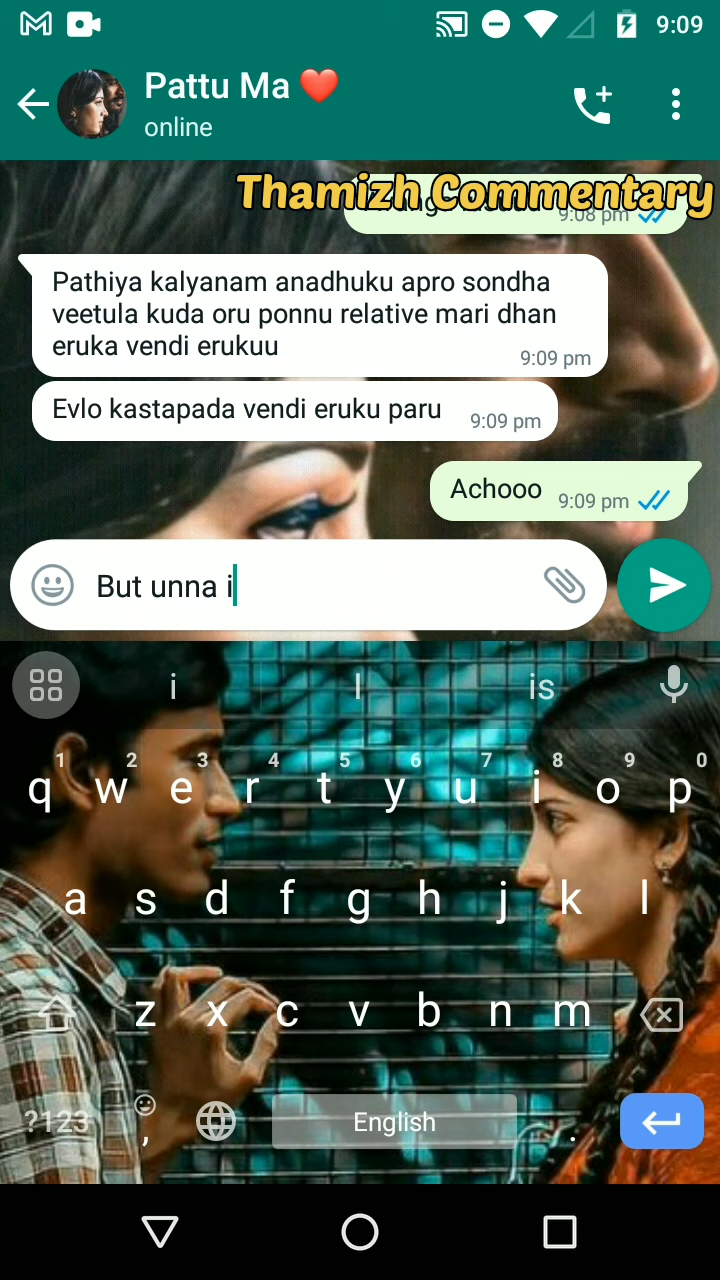 9:09
Pattu Ma ❤️
online
Thamizh Commentary
9:08 pm
Pathiya kalyanam anadhuku apro sondha
veetula kuda oru ponnu relative mari dhan
eruka vendi erukuu
9:09 pm
Evlo kastapada vendi eruku paru
9:09 pm
Achooo
9:09 pm
But unna i
i I is
1 2 3 4 5 6 7 8 9 0
q w e r t y u i o p
a s d f g h j k l
z x c v b n m
?123 , English .